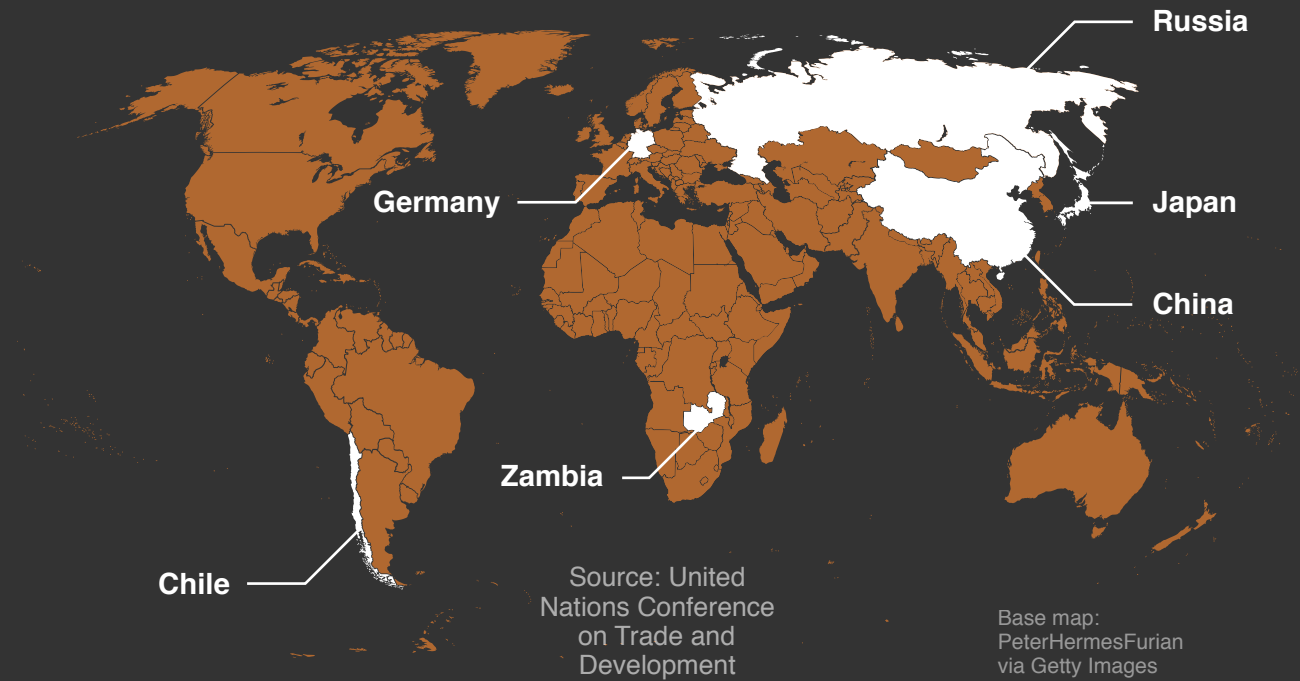 Russia
Germany
Japan
China
Zambia
Chile
Source: United
Nations Conference
on Trade and
Development
Base map:
PeterHermesFurian
via Getty Images